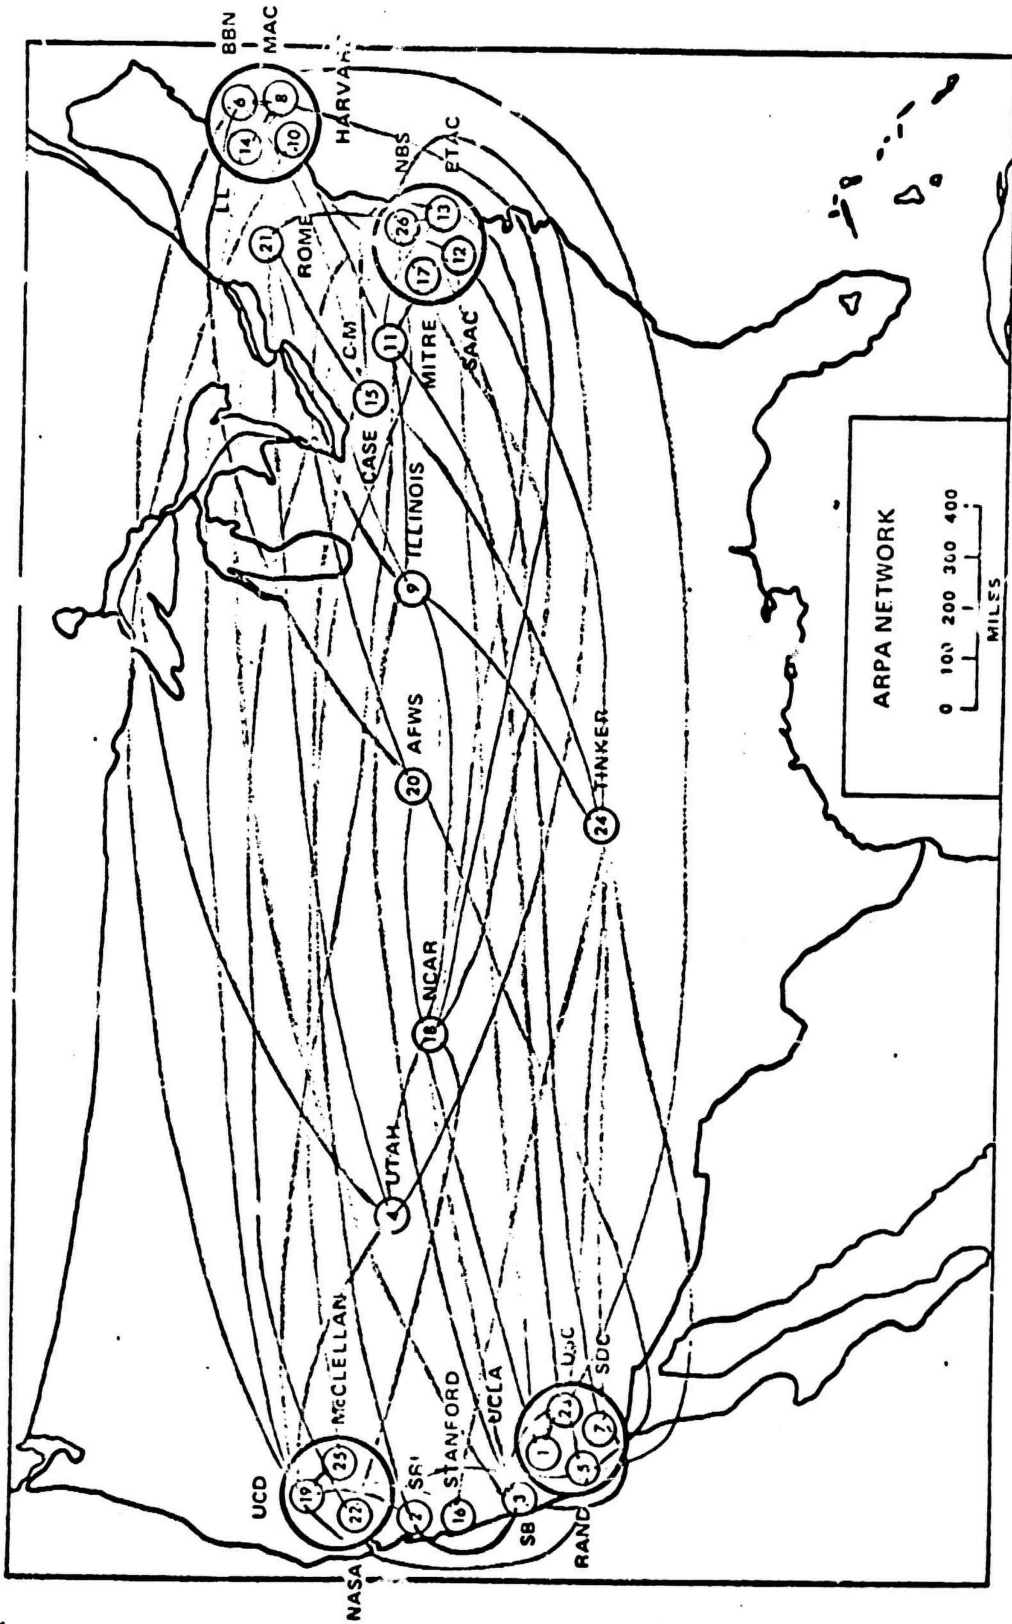 UCD
McCLELLAN
NASA
SRI
STANFORD
UCLA
SB
RAND
USC
SDC
UTAH
NCAR
AFWS
TINKER
ILLINOIS
CASE
C-M
MITRE
SAAC
ROME
LL
BBN
MAC
HARVARD
NBS
ETAC
19
25
22
2
16
3
1
23
5
7
4
18
20
24
9
15
11
21
17
26
12
13
14
6
10
8
ARPA NETWORK
0 100 200 300 400
MILES